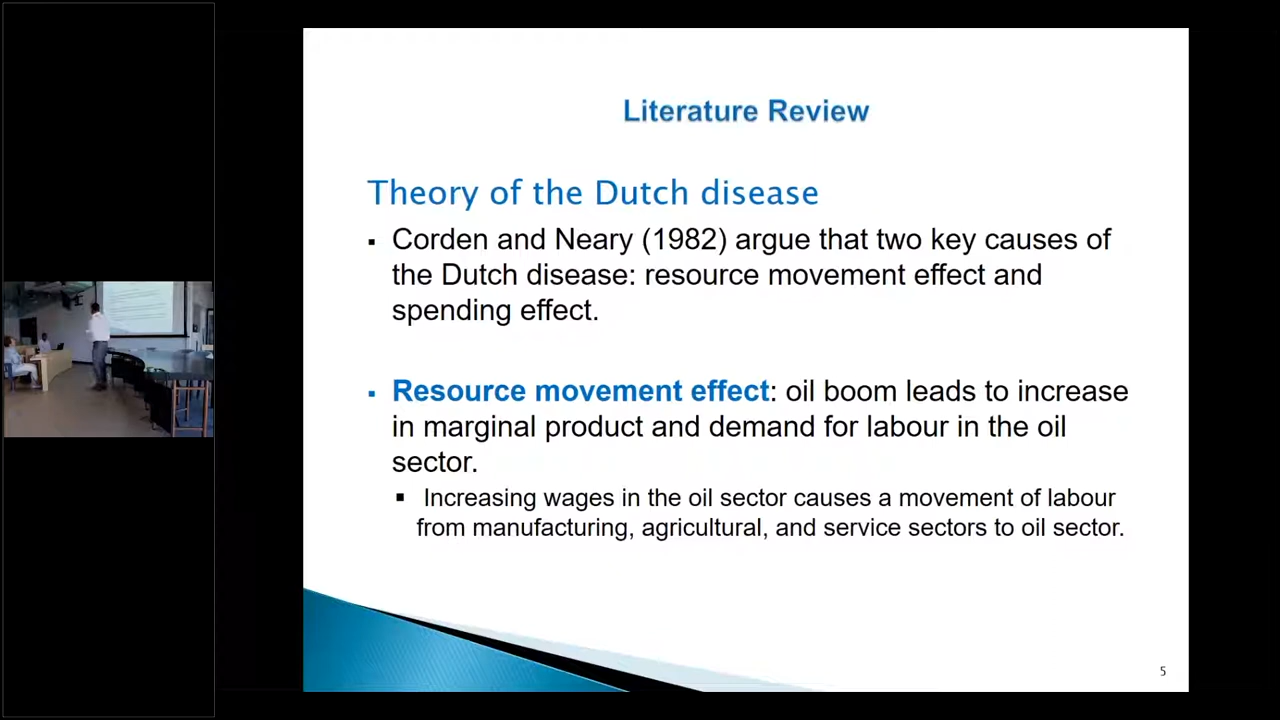 Literature Review
Theory of the Dutch disease
▪ Corden and Neary (1982) argue that two key causes of
the Dutch disease: resource movement effect and
spending effect.
▪ Resource movement effect: oil boom leads to increase
in marginal product and demand for labour in the oil
sector.
▪ Increasing wages in the oil sector causes a movement of labour
from manufacturing, agricultural, and service sectors to oil sector.
5